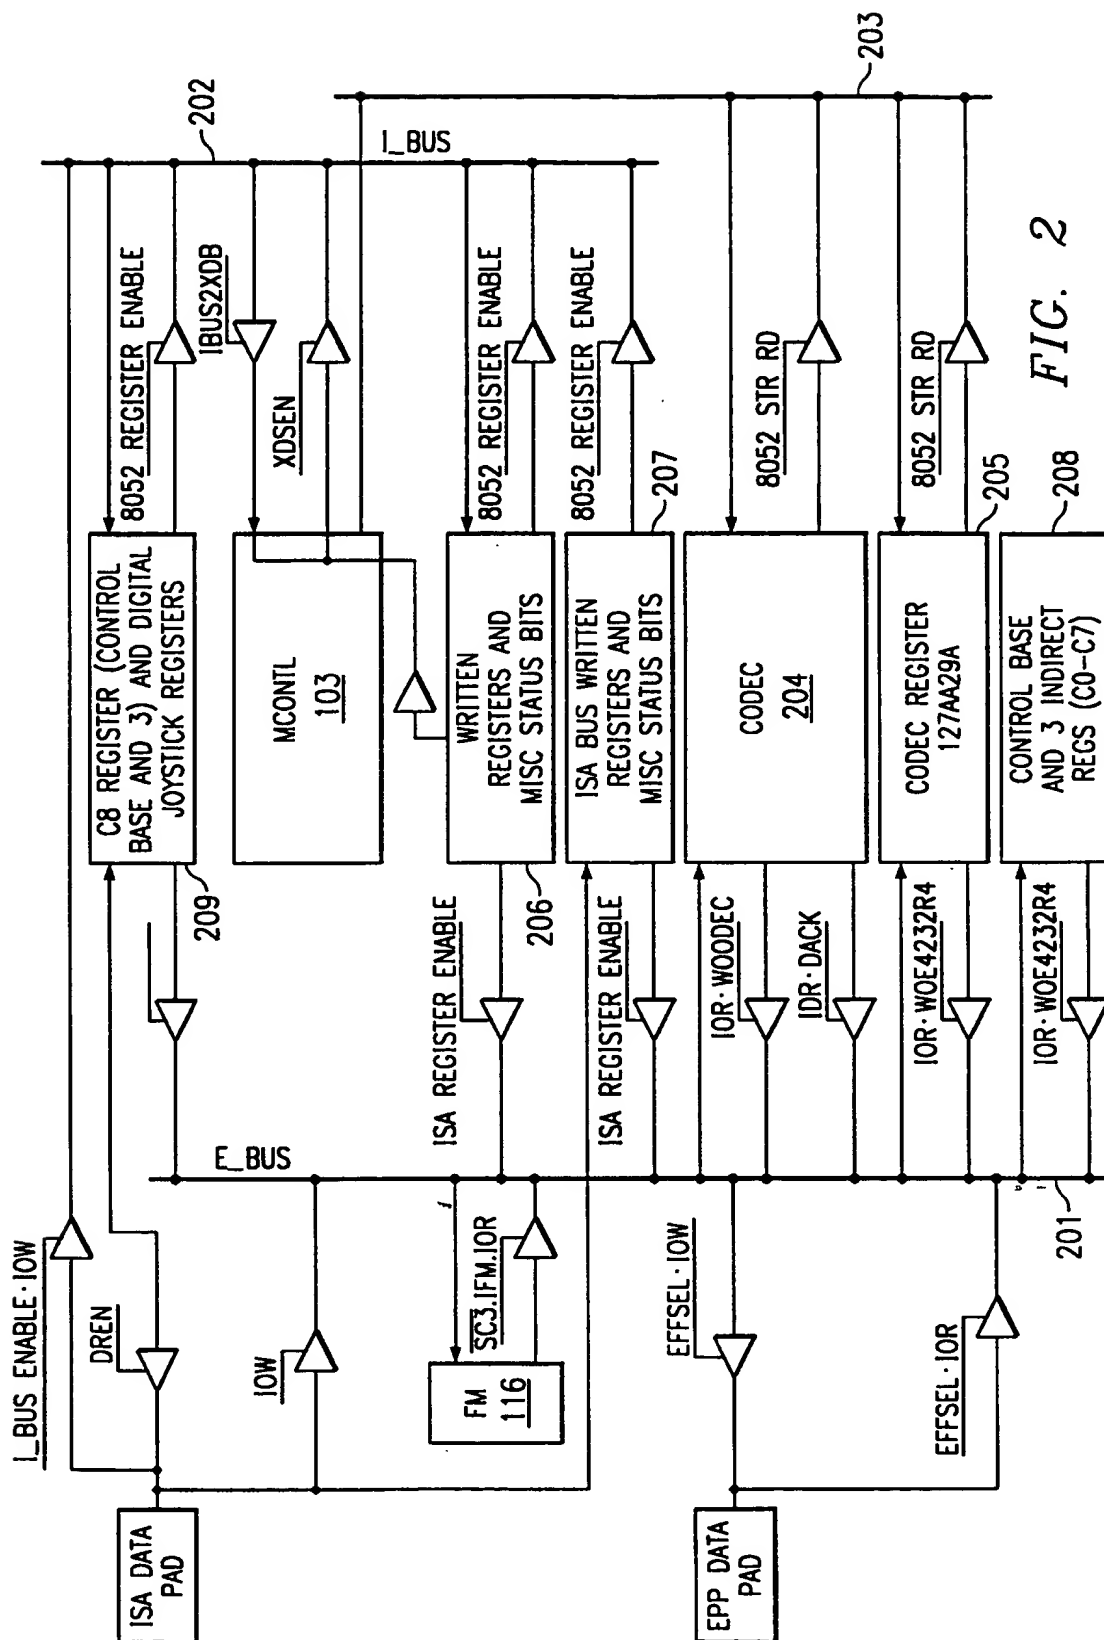 202
203
I_BUS
I_BUS ENABLE·IOW
8052 REGISTER ENABLE
IBUS2XDB
XDSEN
C8 REGISTER (CONTROL
BASE AND 3) AND DIGITAL
JOYSTICK REGISTERS
209
DREN
ISA DATA
PAD
MCONTL
103
IOW
E_BUS
8052 REGISTER ENABLE
WRITTEN
REGISTERS AND
MISC STATUS BITS
206
ISA REGISTER ENABLE
SC3.IFM.IOR
FM
116
8052 REGISTER ENABLE
207
ISA BUS WRITTEN
REGISTERS AND
MISC STATUS BITS
ISA REGISTER ENABLE
8052 STR RD
CODEC
204
IOR·WOODEC
IDR·DACK
EFFSEL·IOW
EPP DATA
PAD
EFFSEL·IOR
8052 STR RD
205
CODEC REGISTER
127AA29A
IOR·WOE4232R4
208
CONTROL BASE
AND 3 INDIRECT
REGS (C0-C7)
IOR·WOE4232R4
201
FIG. 2